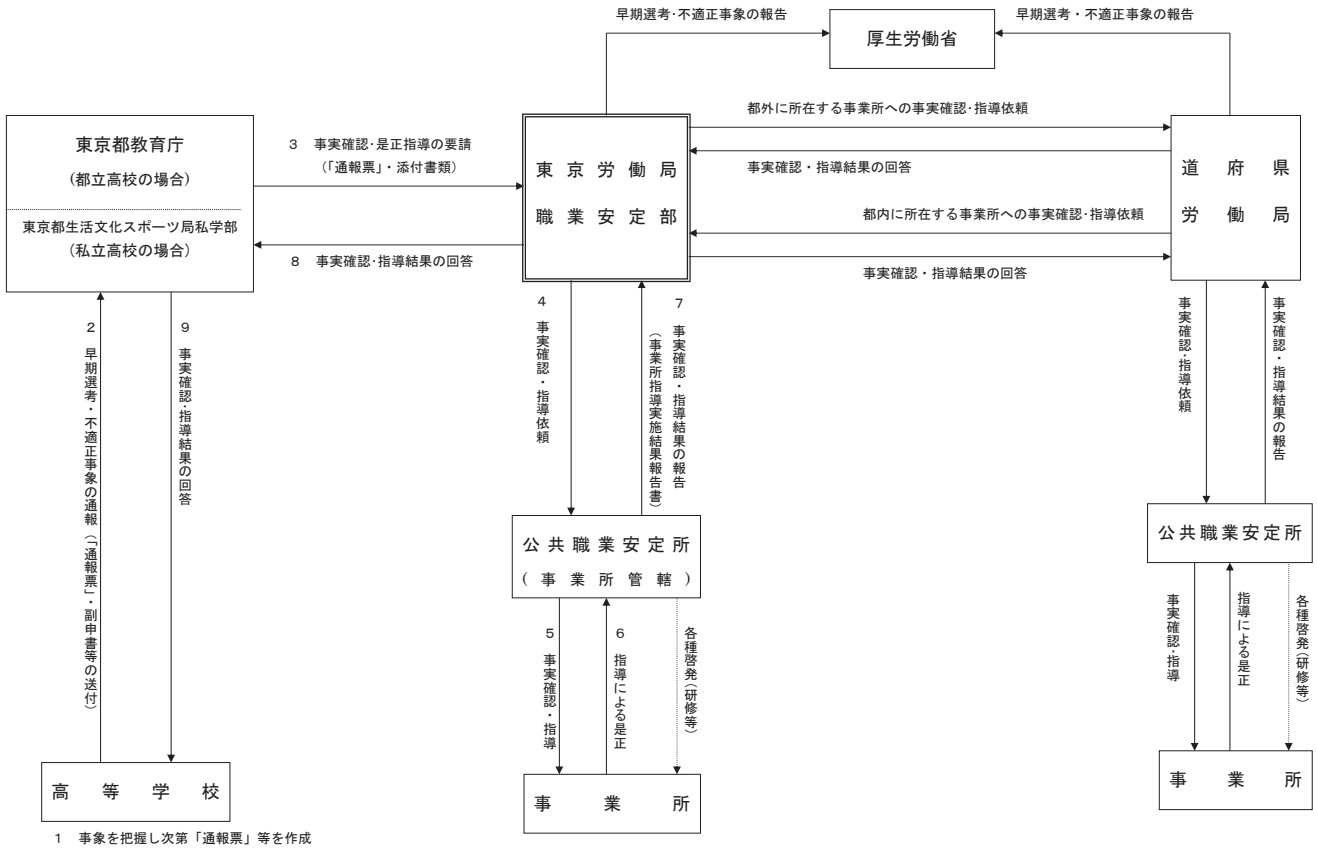 早期選考･不適正事象の報告
早期選考・不適正事象の報告
厚生労働省
東京都教育庁
(都立高校の場合)
東京都生活文化スポーツ局私学部
(私立高校の場合)
3 事実確認･是正指導の要請
(「通報票」・添付書類)
8 事実確認･指導結果の回答
東京労働局
職業安定部
都外に所在する事業所への事実確認･指導依頼
事実確認・指導結果の回答
都内に所在する事業所への事実確認･指導依頼
事実確認・指導結果の回答
道府県
労働局
2 早期選考・不適正事象の通報(「通報票」・副申書等の送付)
9 事実確認･指導結果の回答
4 事実確認・指導依頼
7 事実確認・指導結果の報告
(事業所指導実施結果報告書)
事実確認･指導依頼
事実確認・指導結果の報告
公共職業安定所
(事業所管轄)
公共職業安定所
5 事実確認・指導
6 指導による是正
各種啓発(研修等)
事実確認･指導
指導による是正
各種啓発(研修等)
高等学校
事業所
事業所
1 事象を把握し次第「通報票」等を作成